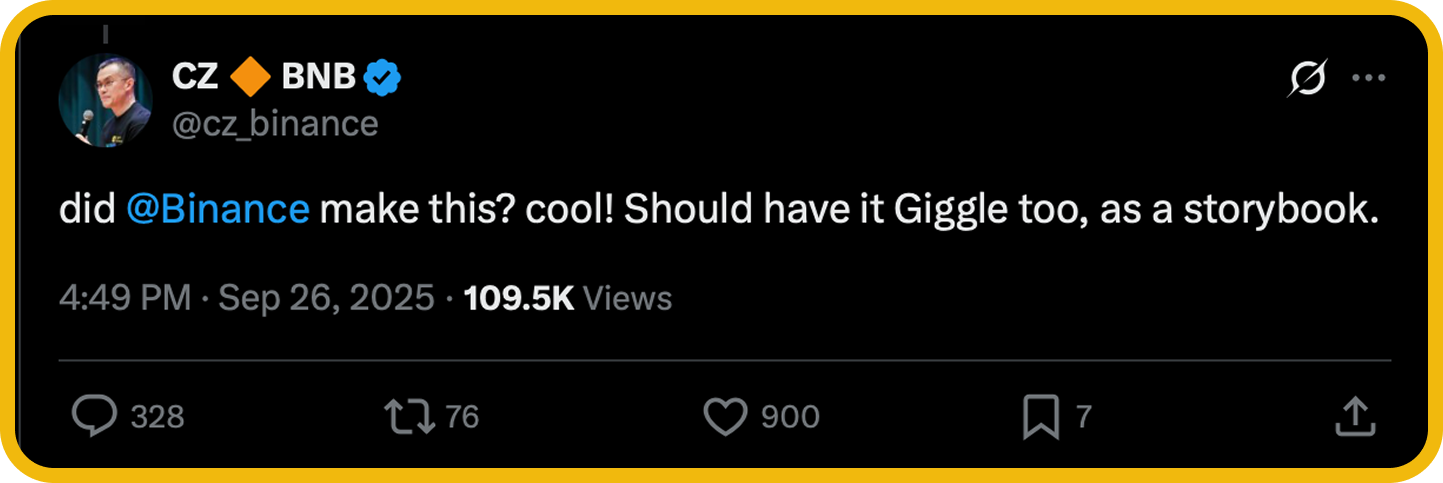 CZ 🔶 BNB
@cz_binance
did @Binance make this? cool! Should have it Giggle too, as a storybook.
4:49 PM · Sep 26, 2025 · 109.5K Views
328 76 900 7